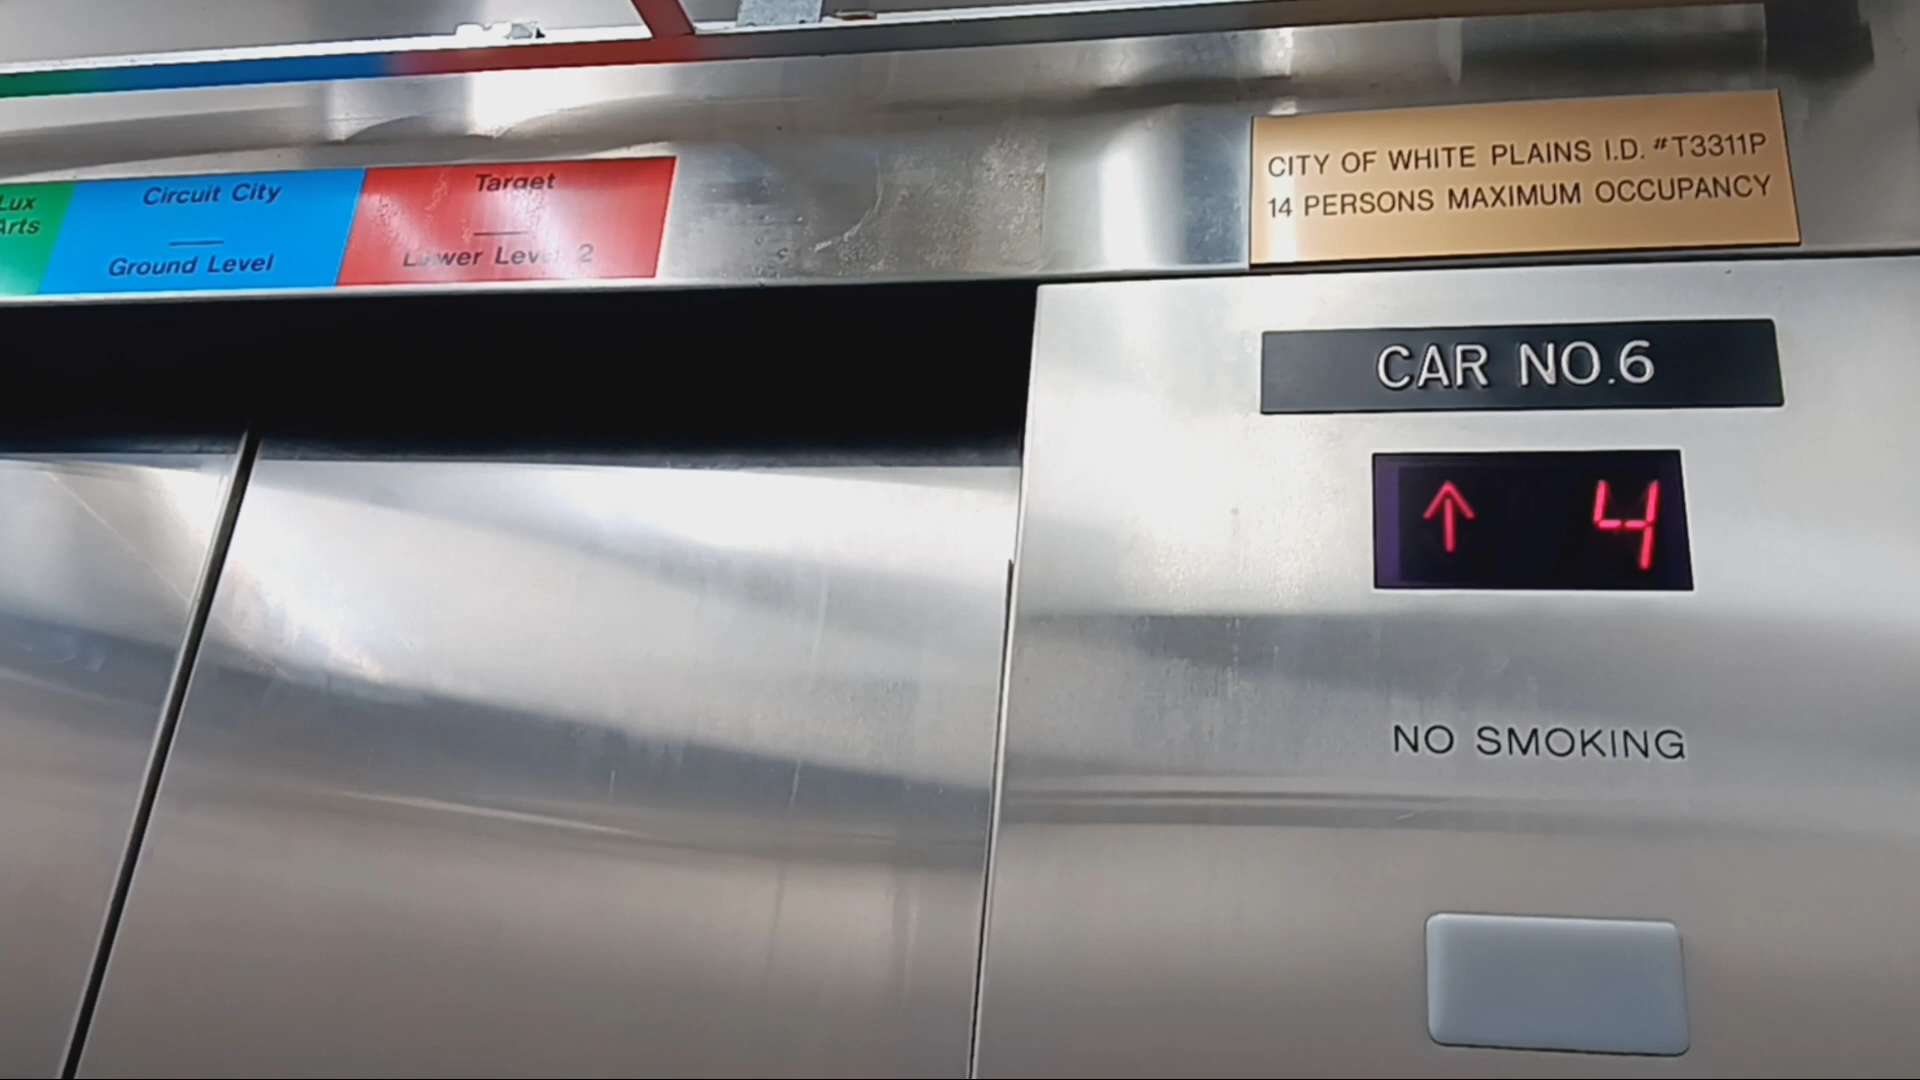 Lux
Arts
Circuit City
Ground Level
Target
Lower Level 2
CITY OF WHITE PLAINS I.D. #T3311P
14 PERSONS MAXIMUM OCCUPANCY
CAR NO.6
↑ 4
NO SMOKING